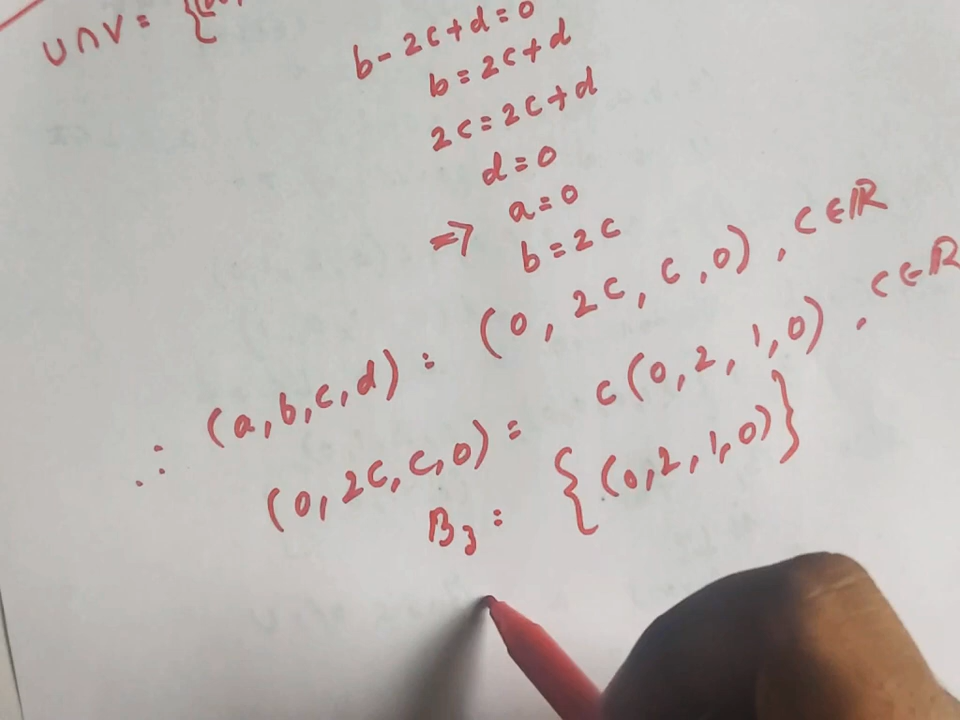 U∩V = {
b - 2c + d = 0
b = 2c + d
2c = 2c + d
d = 0
⇒ a = 0
b = 2c
∴ (a, b, c, d) = (0, 2c, c, 0), c∈ℝ
(0, 2c, c, 0) = c(0, 2, 1, 0), c∈ℝ
B₃ = {(0, 2, 1, 0)}